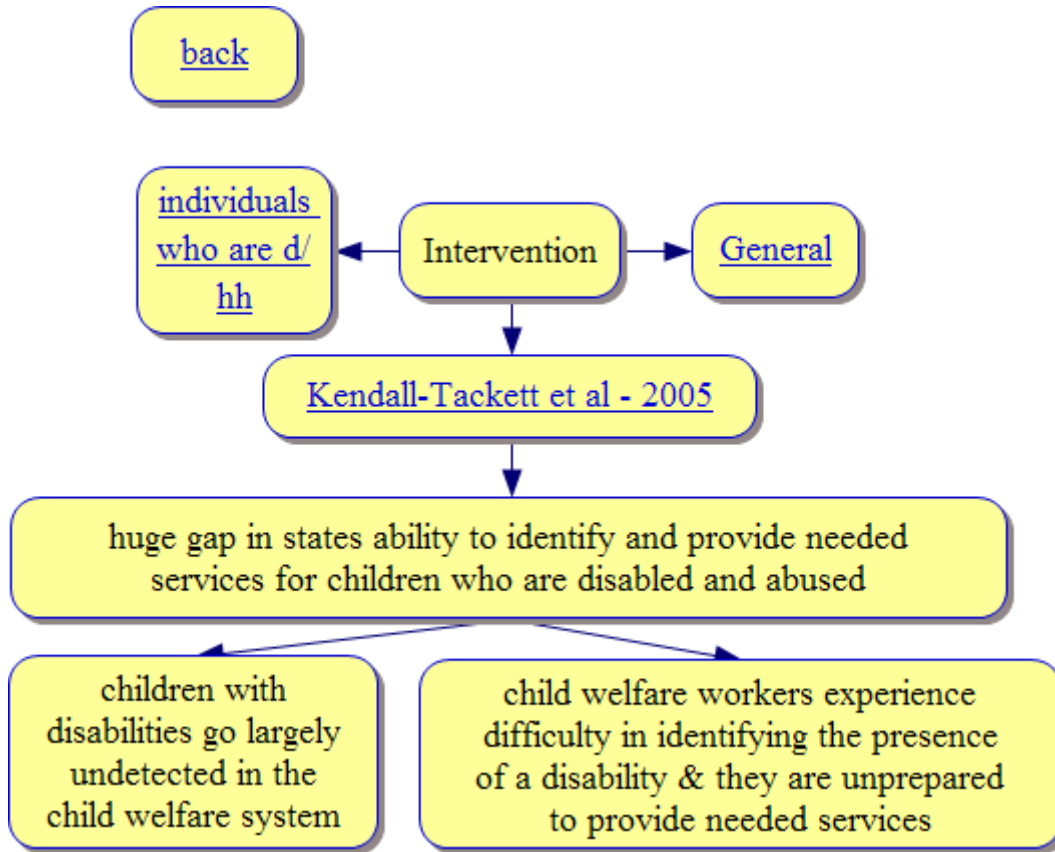 back
individuals
who are d/
hh
Intervention
General
Kendall-Tackett et al - 2005
huge gap in states ability to identify and provide needed
services for children who are disabled and abused
children with
disabilities go largely
undetected in the
child welfare system
child welfare workers experience
difficulty in identifying the presence
of a disability & they are unprepared
to provide needed services